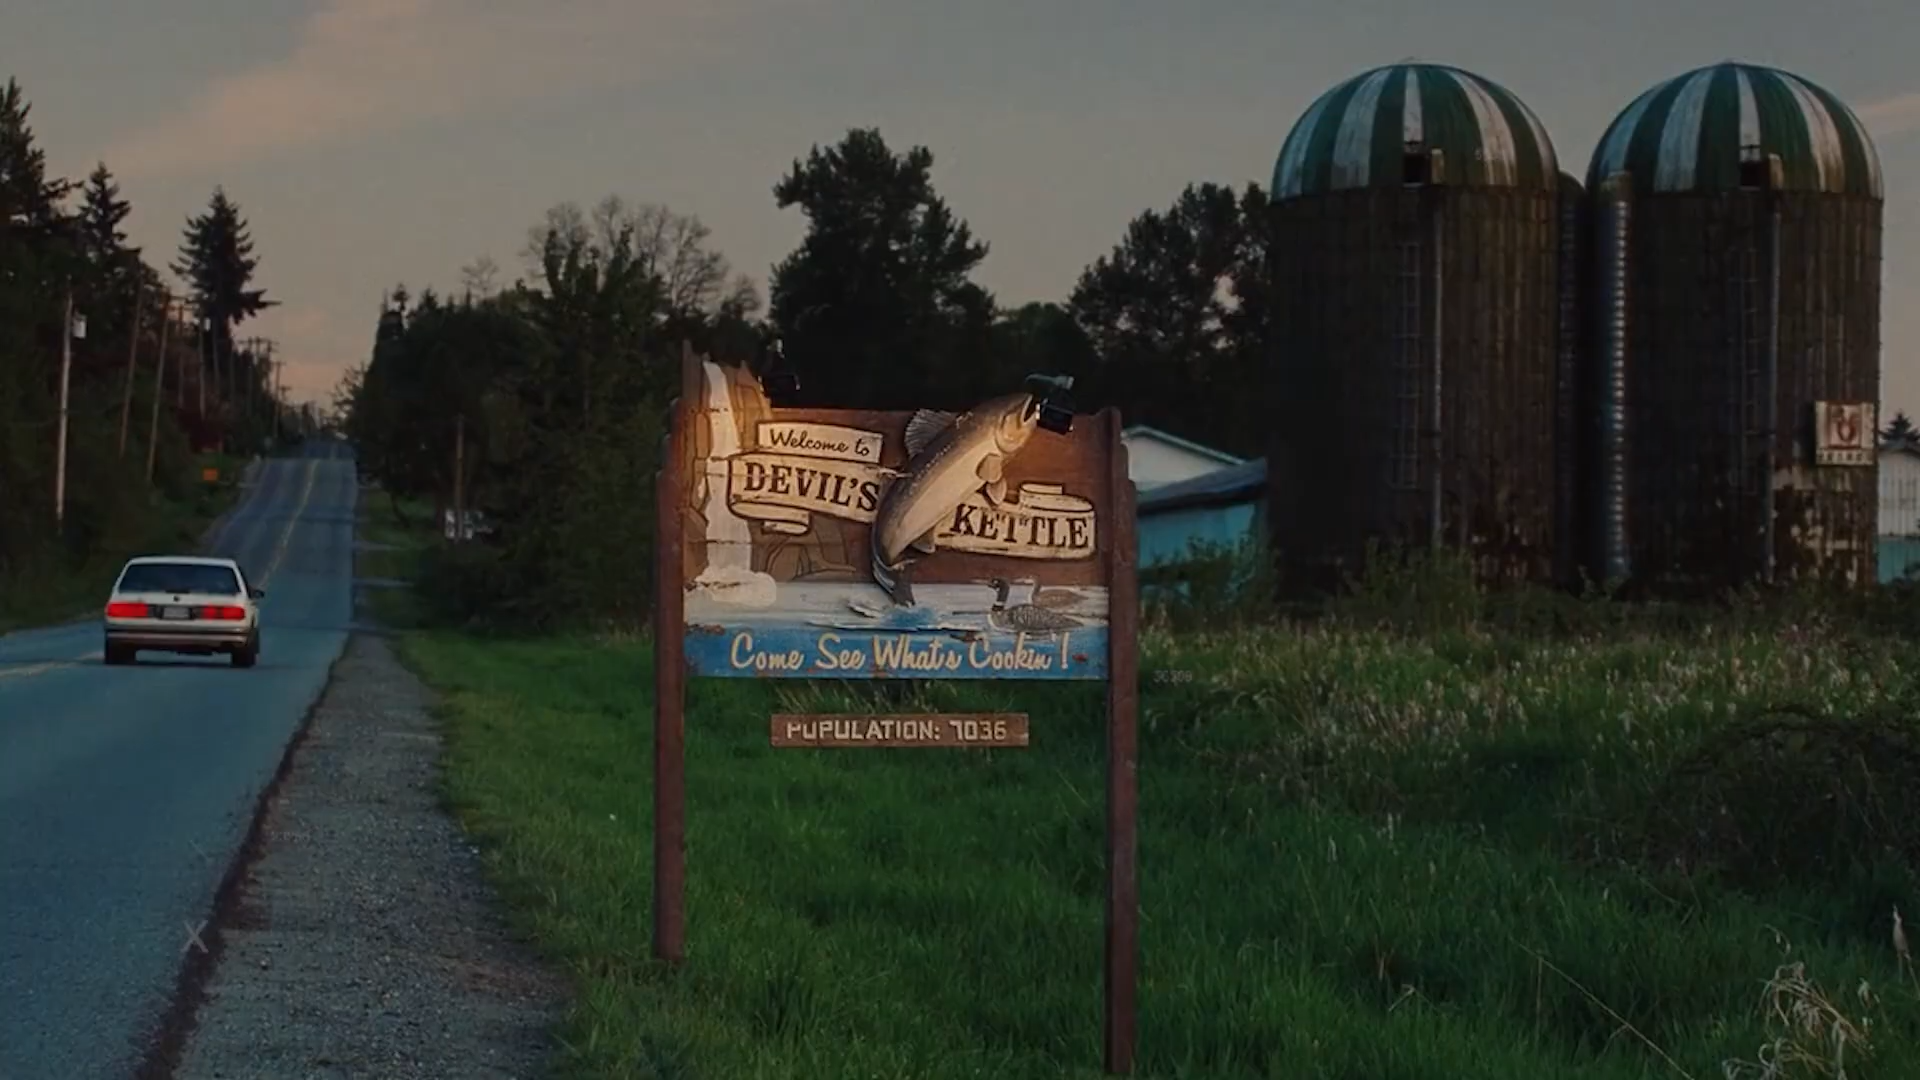 Welcome to
DEVIL'S
KETTLE
Come See What's Cookin'!
POPULATION: 7036